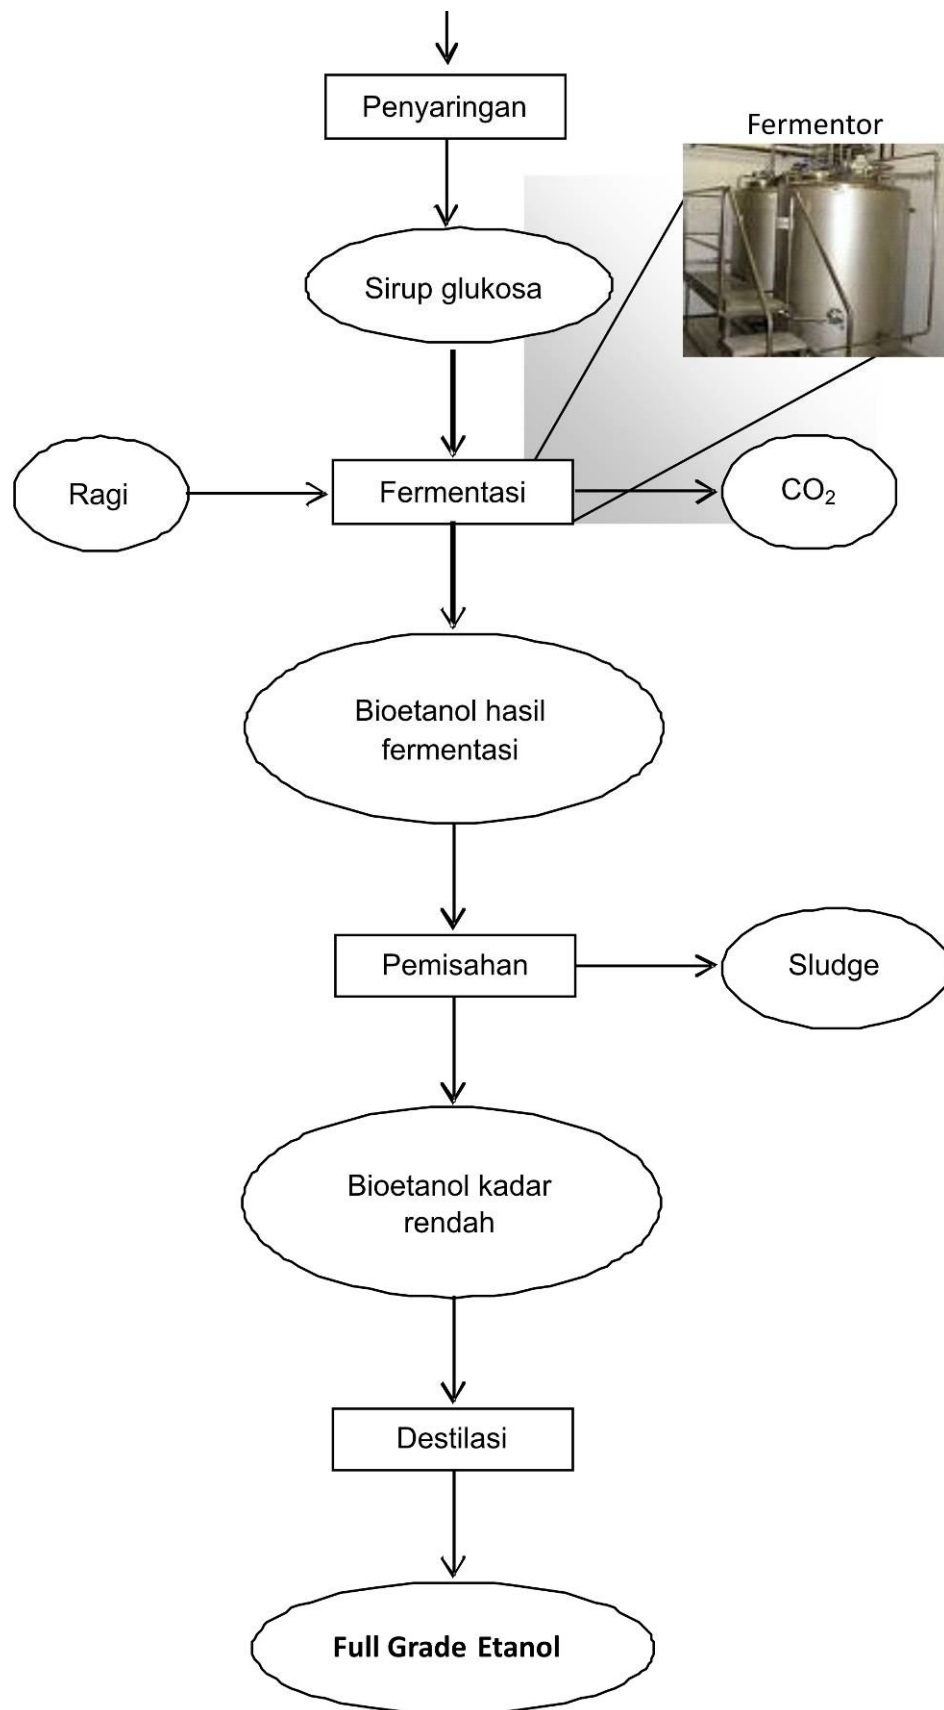 Penyaringan
Fermentor
Sirup glukosa
Ragi
Fermentasi
CO₂
Bioetanol hasil
fermentasi
Pemisahan
Sludge
Bioetanol kadar
rendah
Destilasi
Full Grade Etanol